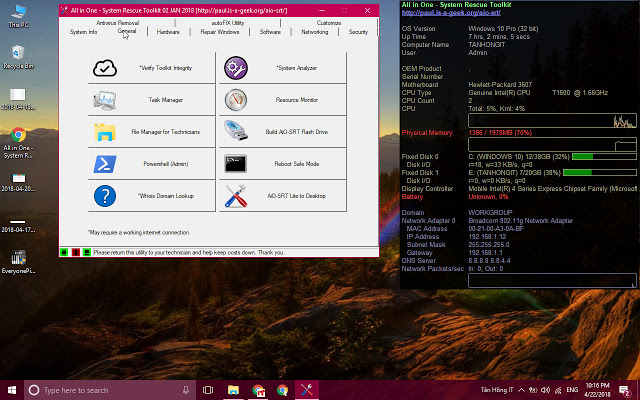 This PC
Recycle Bin
2018-04-15...
All in One -
System R...
2018-04-20...
2018-04-17...
EveryonePi...
All in One - System Rescue Toolkit 02 JAN 2018 [http://paul.is-a-geek.org/aio-srt/]
Antivirus Removal autoFIX Utility Customize
System Info General Hardware Repair Windows Software Networking Security
*Verify Toolkit Integrity *System Analyzer
Task Manager Resource Monitor
File Manager for Technicians Build AiO-SRT Flash Drive
Powershell (Admin) Reboot Safe Mode
*Whois Domain Lookup AiO-SRT Lite to Desktop
*May require a working internet connection.
Please return this utility to your technician and help keep costs down. Thank you.
All in One - System Rescue Toolkit
http://paul.is-a-geek.org/aio-srt/
OS Version Windows 10 Pro (32 bit)
Up Time 7 hrs, 2 mins, 5 secs
Computer Name TANHONGIT
User Admin
OEM Product .
Serial Number
Motherboard Hewlett-Packard 3607
CPU Type Genuine Intel(R) CPU T1600 @ 1.66GHz
CPU Count 2
CPU Total: 5%, Krnl: 4%
Physical Memory 1386 / 1978MB (70%)
Fixed Disk 0 C: (WINDOWS 10) 12/38GB (32%)
Disk I/O r=18, w=33 KB/s, q=0
Fixed Disk 1 E: (TANHONGIT) 7/20GB (38%)
Disk I/O r=0, w=0 KB/s, q=0
Display Controller Mobile Intel(R) 4 Series Express Chipset Family (Microsoft
Battery Unknown, 0%
Domain WORKGROUP
Network Adapter 0 Broadcom 802.11g Network Adapter
MAC Address 00-21-00-A3-0A-BF
IP Address 192.168.1.12
Subnet Mask 255.255.255.0
Gateway 192.168.1.1
DNS Server 8.8.8.8 8.8.4.4
Network Packets/sec In: 0, Out: 0
Type here to search
Tân Hồng IT
ENG
10:16 PM
4/22/2018
2